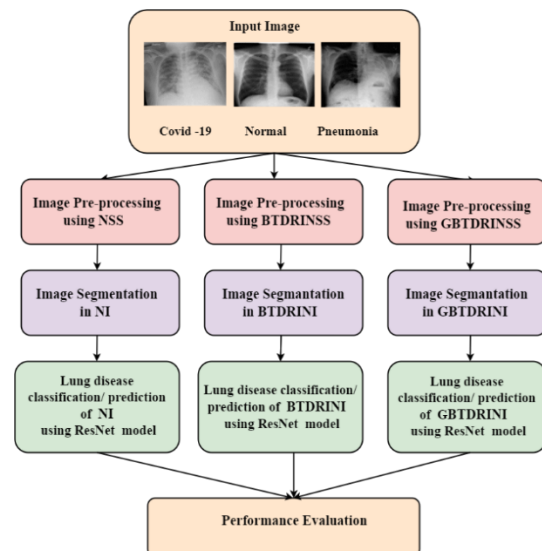 Input Image
Covid -19 Normal Pneumonia
Image Pre-processing
using NSS
Image Pre-processing
using BTDRINSS
Image Pre-processing
using GBTDRINSS
Image Segmentation
in NI
Image Segmantation
in BTDRINI
Image Segmantation
in GBTDRINI
Lung disease
classification/ prediction
of NI
using ResNet model
Lung disease classification/
prediction of BTDRINI
using ResNet model
Lung disease
classification/ prediction
of GBTDRINI
using ResNet model
Performance Evaluation